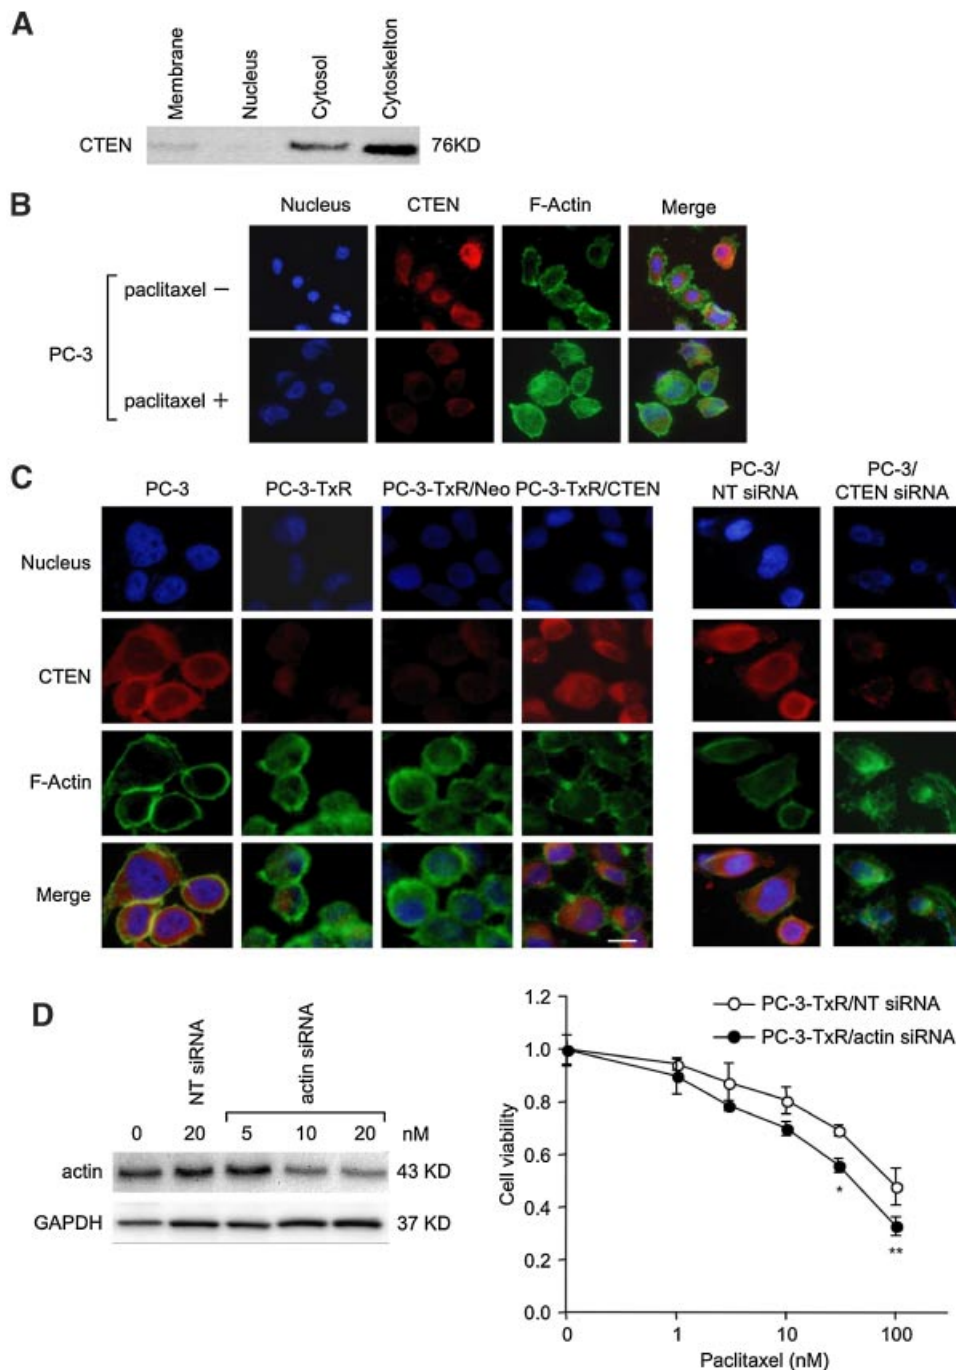 A
Membrane
Nucleus
Cytosol
Cytoskelton
CTEN
76KD
B
Nucleus CTEN F-Actin Merge
PC-3
paclitaxel −
paclitaxel +
C
PC-3 PC-3-TxR PC-3-TxR/Neo PC-3-TxR/CTEN
PC-3/
NT siRNA
PC-3/
CTEN siRNA
Nucleus
CTEN
F-Actin
Merge
D
NT siRNA
actin siRNA
0 20 5 10 20 nM
actin 43 KD
GAPDH 37 KD
PC-3-TxR/NT siRNA
PC-3-TxR/actin siRNA
Cell viability
1.2
1.0
0.8
0.6
0.4
0.2
0.0
*
**
0 1 10 100
Paclitaxel (nM)